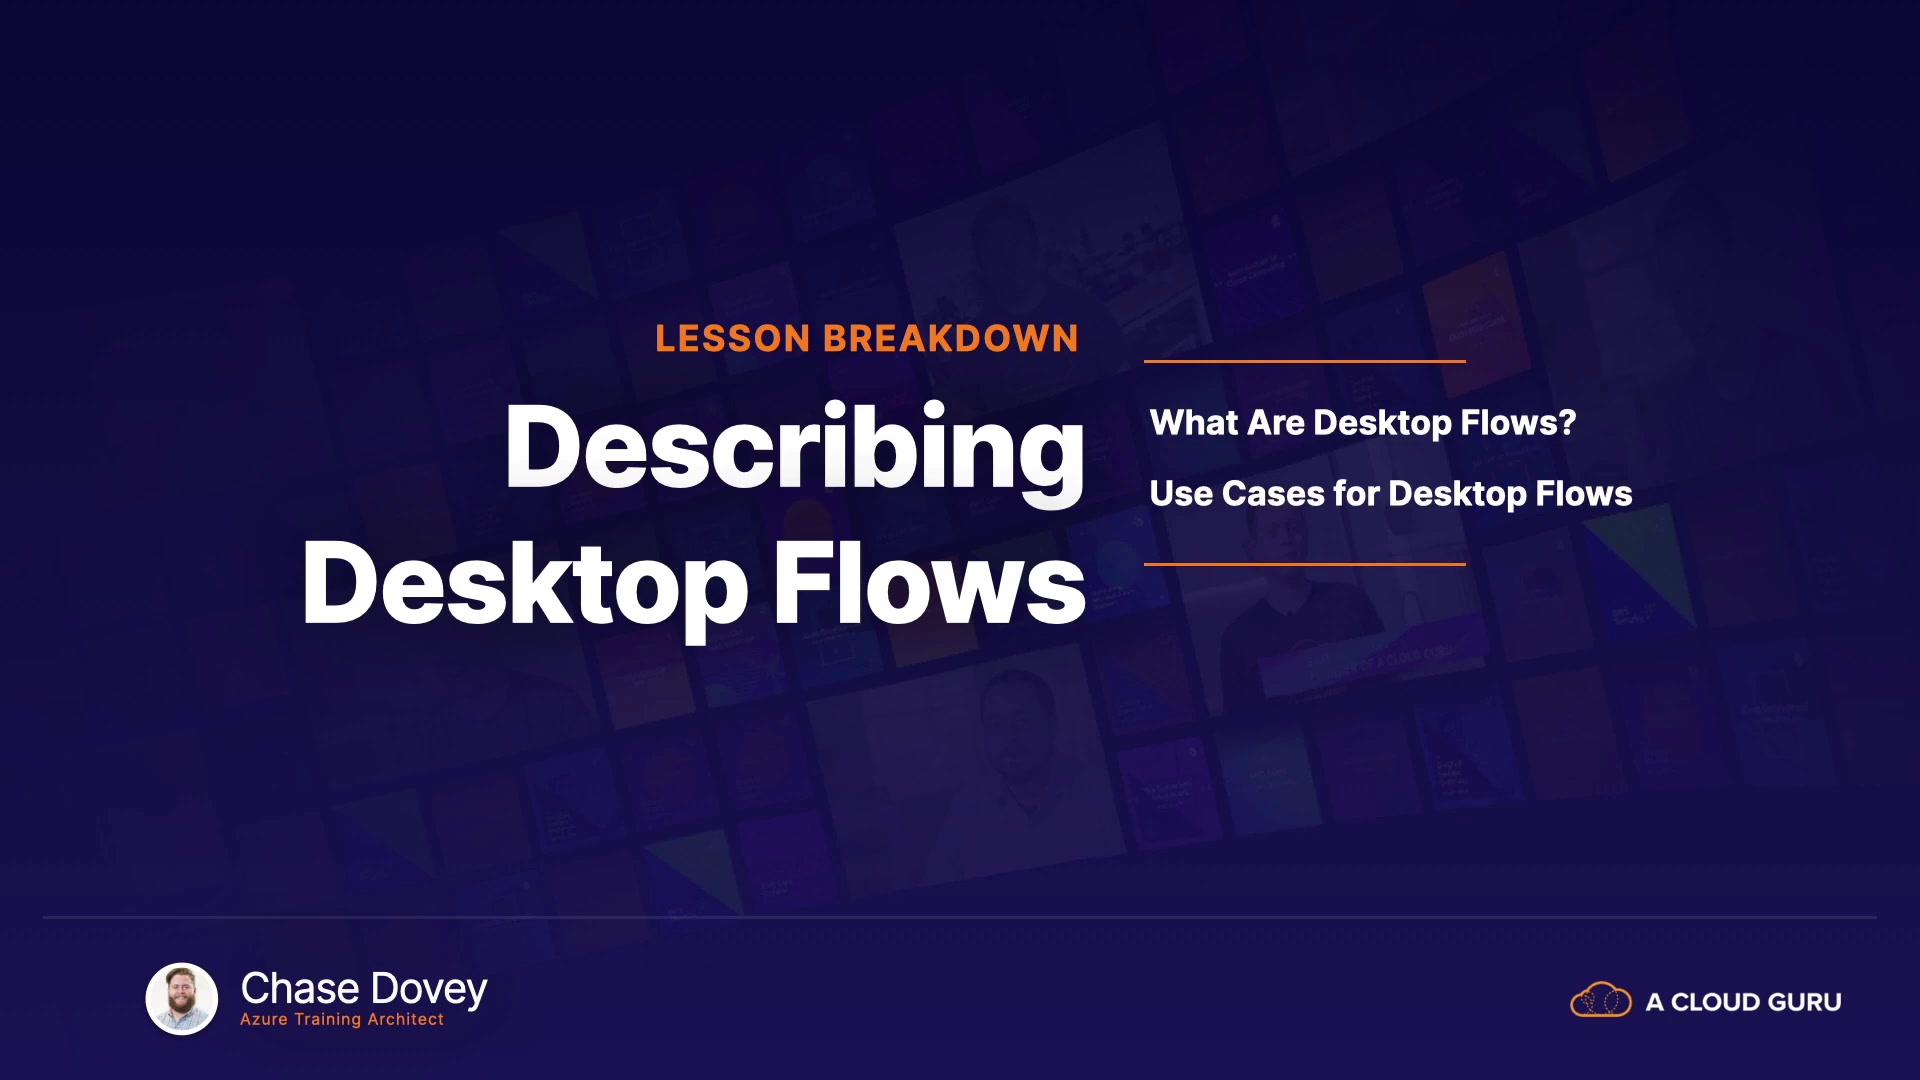 LESSON BREAKDOWN
Describing
Desktop Flows
What Are Desktop Flows?
Use Cases for Desktop Flows
Chase Dovey
Azure Training Architect
A CLOUD GURU